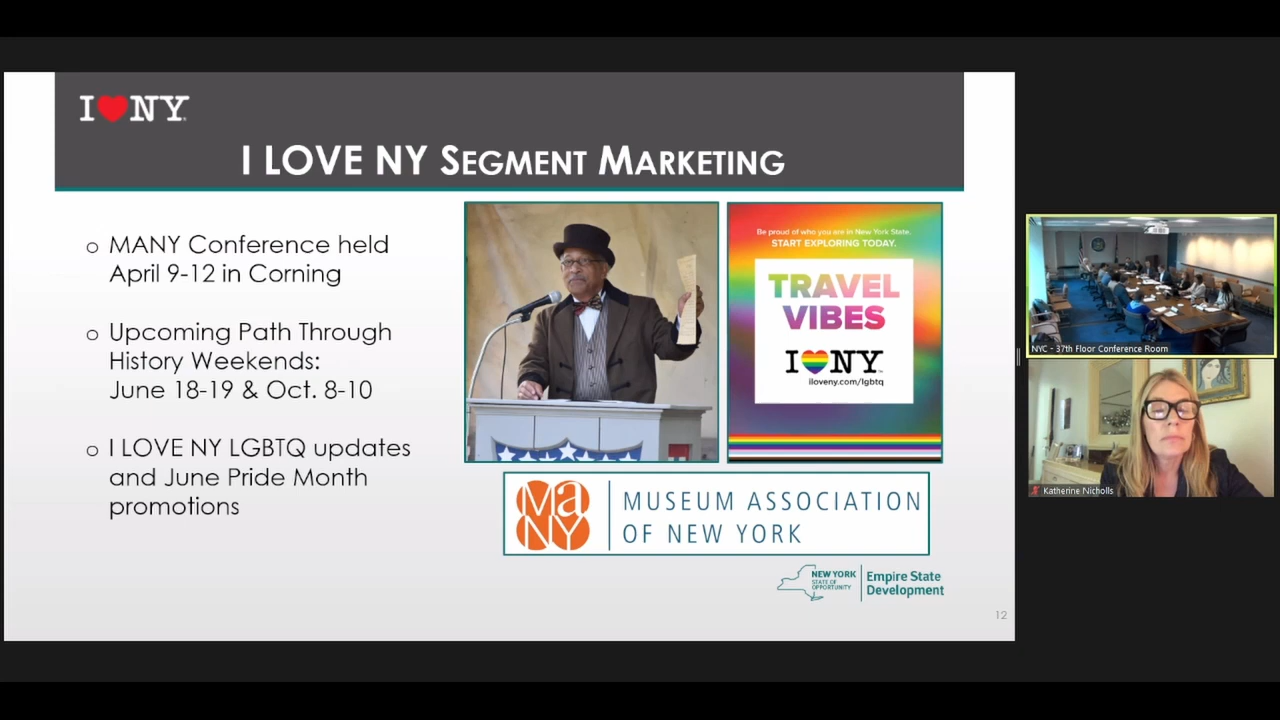 I NY
I LOVE NY SEGMENT MARKETING
o MANY Conference held
April 9-12 in Corning
o Upcoming Path Through
History Weekends:
June 18-19 & Oct. 8-10
o I LOVE NY LGBTQ updates
and June Pride Month
promotions
Be proud of who you are in New York State.
START EXPLORING TODAY.
TRAVEL
VIBES
I NY
iloveny.com/lgbtq
MaNY
MUSEUM ASSOCIATION
OF NEW YORK
NEW YORK
STATE OF
OPPORTUNITY
Empire State
Development
12
NYC - 37th Floor Conference Room
Katherine Nicholls